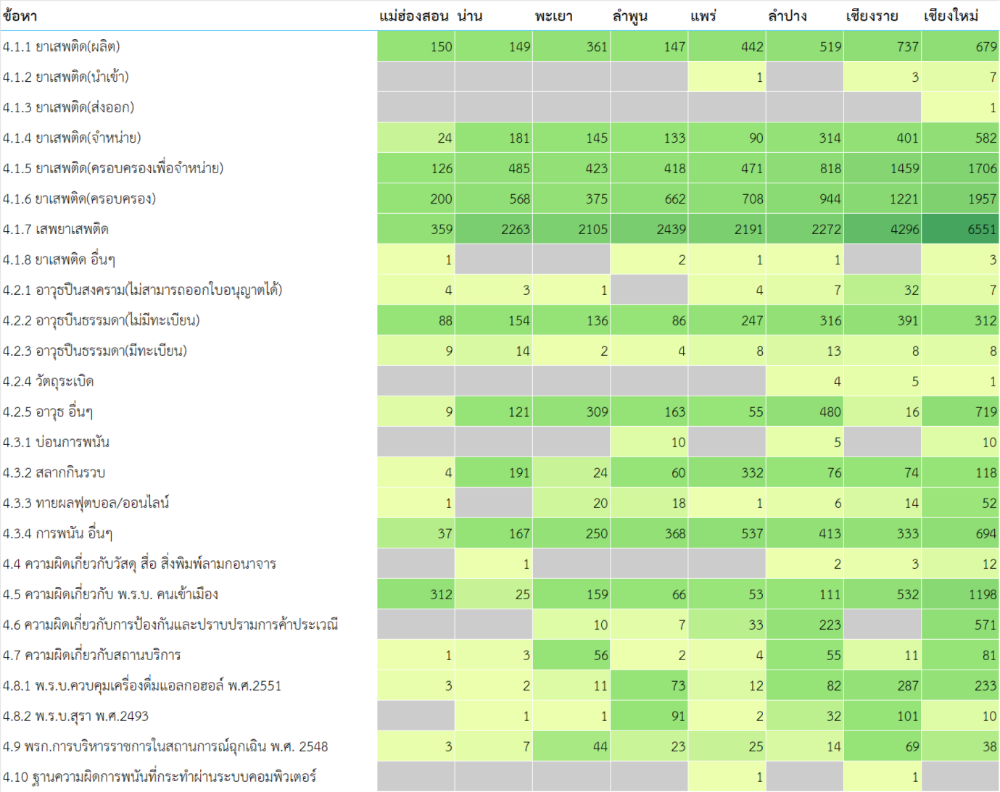 ข้อหา แม่ฮ่องสอน น่าน พะเยา ลำพูน แพร่ ลำปาง เชียงราย เชียงใหม่
4.1.1 ยาเสพติด(ผลิต) 150 149 361 147 442 519 737 679
4.1.2 ยาเสพติด(นำเข้า) 1 3 7
4.1.3 ยาเสพติด(ส่งออก) 1
4.1.4 ยาเสพติด(จำหน่าย) 24 181 145 133 90 314 401 582
4.1.5 ยาเสพติด(ครอบครองเพื่อจำหน่าย) 126 485 423 418 471 818 1459 1706
4.1.6 ยาเสพติด(ครอบครอง) 200 568 375 662 708 944 1221 1957
4.1.7 เสพยาเสพติด 359 2263 2105 2439 2191 2272 4296 6551
4.1.8 ยาเสพติด อื่นๆ 1 2 1 1 3
4.2.1 อาวุธปืนสงคราม(ไม่สามารถออกใบอนุญาตได้) 4 3 1 4 7 32 7
4.2.2 อาวุธปืนธรรมดา(ไม่มีทะเบียน) 88 154 136 86 247 316 391 312
4.2.3 อาวุธปืนธรรมดา(มีทะเบียน) 9 14 2 4 8 13 8 8
4.2.4 วัตถุระเบิด 4 5 1
4.2.5 อาวุธ อื่นๆ 9 121 309 163 55 480 16 719
4.3.1 บ่อนการพนัน 10 5 10
4.3.2 สลากกินรวบ 4 191 24 60 332 76 74 118
4.3.3 ทายผลฟุตบอล/ออนไลน์ 1 20 18 1 6 14 52
4.3.4 การพนัน อื่นๆ 37 167 250 368 537 413 333 694
4.4 ความผิดเกี่ยวกับวัสดุ สื่อ สิ่งพิมพ์ลามกอนาจาร 1 2 3 12
4.5 ความผิดเกี่ยวกับ พ.ร.บ. คนเข้าเมือง 312 25 159 66 53 111 532 1198
4.6 ความผิดเกี่ยวกับการป้องกันและปราบปรามการค้าประเวณี 10 7 33 223 571
4.7 ความผิดเกี่ยวกับสถานบริการ 1 3 56 2 4 55 11 81
4.8.1 พ.ร.บ.ควบคุมเครื่องดื่มแอลกอฮอล์ พ.ศ.2551 3 2 11 73 12 82 287 233
4.8.2 พ.ร.บ.สุรา พ.ศ.2493 1 1 91 2 32 101 10
4.9 พรก.การบริหารราชการในสถานการณ์ฉุกเฉิน พ.ศ. 2548 3 7 44 23 25 14 69 38
4.10 ฐานความผิดการพนันที่กระทำผ่านระบบคอมพิวเตอร์ 1 1